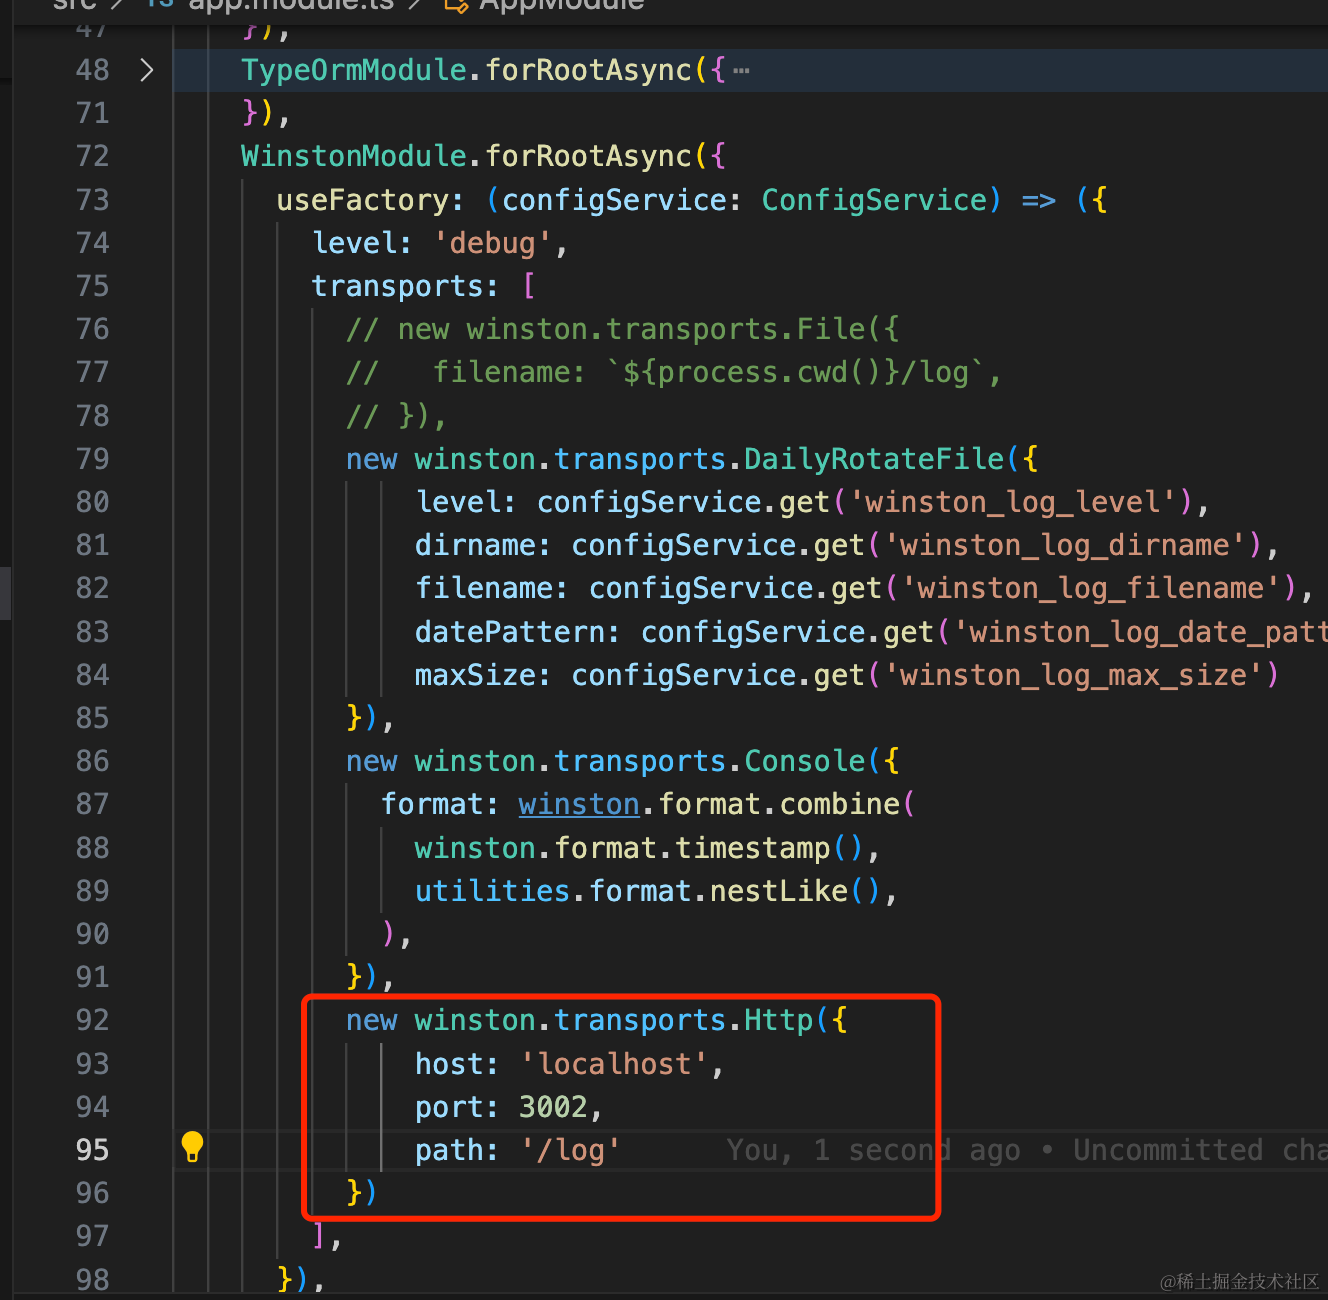 src > TS app.module.ts > AppModule
47 }),
48 > TypeOrmModule.forRootAsync({ ⋯
71 }),
72 WinstonModule.forRootAsync({
73 useFactory: (configService: ConfigService) => ({
74 level: 'debug',
75 transports: [
76 // new winston.transports.File({
77 //   filename: `${process.cwd()}/log`,
78 // }),
79 new winston.transports.DailyRotateFile({
80 level: configService.get('winston_log_level'),
81 dirname: configService.get('winston_log_dirname'),
82 filename: configService.get('winston_log_filename'),
83 datePattern: configService.get('winston_log_date_patt
84 maxSize: configService.get('winston_log_max_size')
85 }),
86 new winston.transports.Console({
87 format: winston.format.combine(
88 winston.format.timestamp(),
89 utilities.format.nestLike(),
90 ),
91 }),
92 new winston.transports.Http({
93 host: 'localhost',
94 port: 3002,
95 path: '/log' You, 1 second ago • Uncommitted cha
96 })
97 ],
98 }),
@稀土掘金技术社区